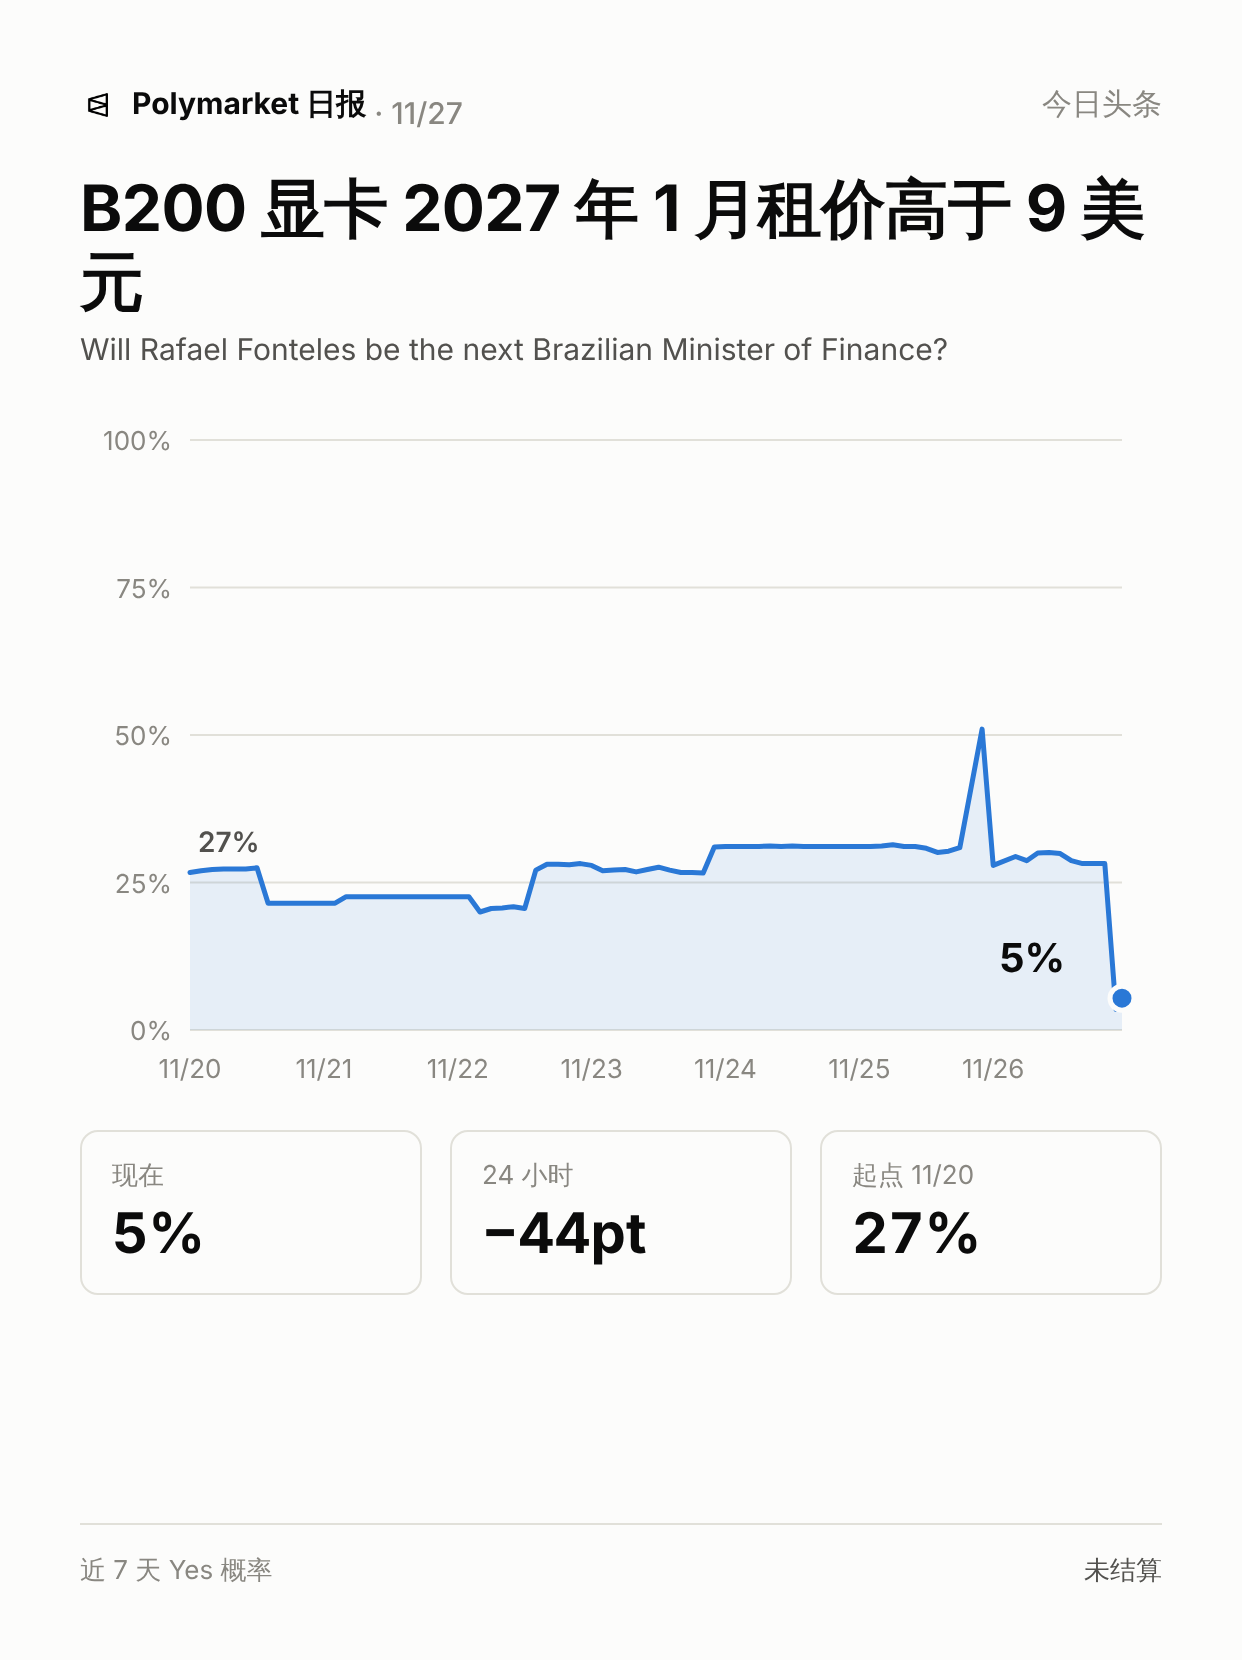 Polymarket 日报 · 11/27
今日头条
B200 显卡 2027 年 1 月租价高于 9 美
元
Will Rafael Fonteles be the next Brazilian Minister of Finance?
100%
75%
50%
27%
25%
5%
0%
11/20 11/21 11/22 11/23 11/24 11/25 11/26
现在
5%
24 小时
−44pt
起点 11/20
27%
近 7 天 Yes 概率
未结算